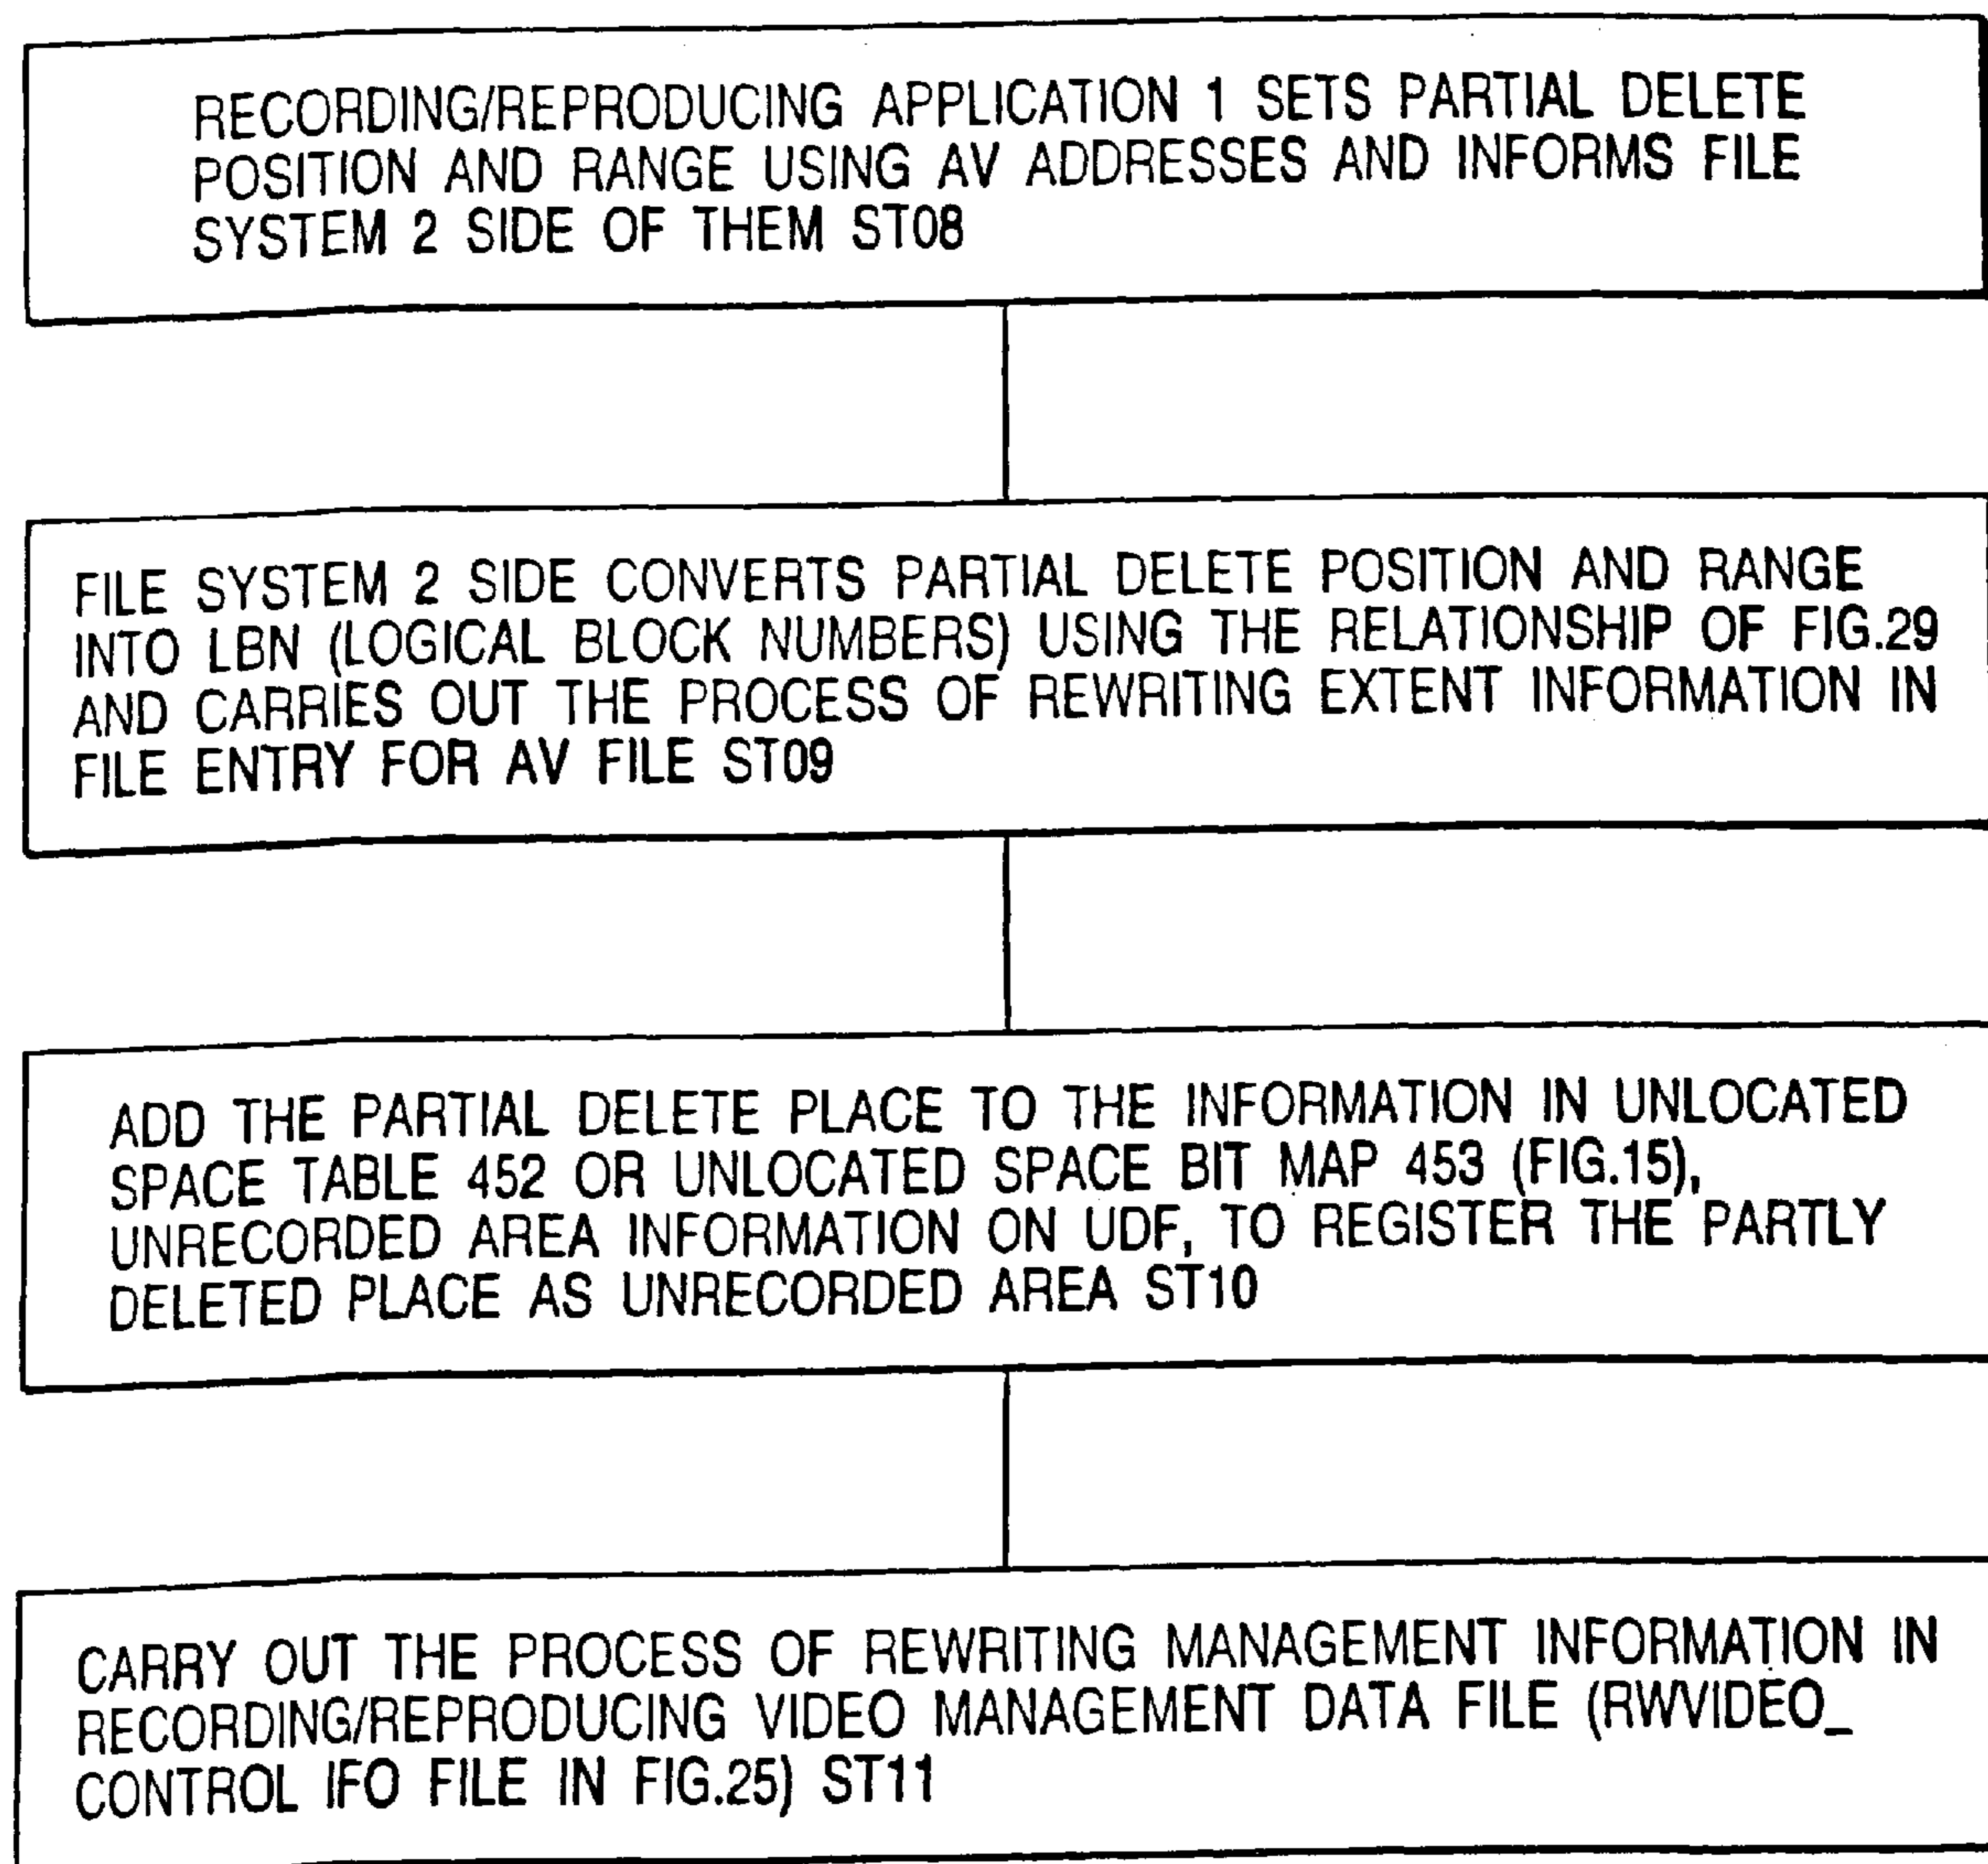 RECORDING/REPRODUCING APPLICATION 1 SETS PARTIAL DELETE
POSITION AND RANGE USING AV ADDRESSES AND INFORMS FILE
SYSTEM 2 SIDE OF THEM ST08
FILE SYSTEM 2 SIDE CONVERTS PARTIAL DELETE POSITION AND RANGE
INTO LBN (LOGICAL BLOCK NUMBERS) USING THE RELATIONSHIP OF FIG.29
AND CARRIES OUT THE PROCESS OF REWRITING EXTENT INFORMATION IN
FILE ENTRY FOR AV FILE ST09
ADD THE PARTIAL DELETE PLACE TO THE INFORMATION IN UNLOCATED
SPACE TABLE 452 OR UNLOCATED SPACE BIT MAP 453 (FIG.15),
UNRECORDED AREA INFORMATION ON UDF, TO REGISTER THE PARTLY
DELETED PLACE AS UNRECORDED AREA ST10
CARRY OUT THE PROCESS OF REWRITING MANAGEMENT INFORMATION IN
RECORDING/REPRODUCING VIDEO MANAGEMENT DATA FILE (RWVIDEO_
CONTROL IFO FILE IN FIG.25) ST11